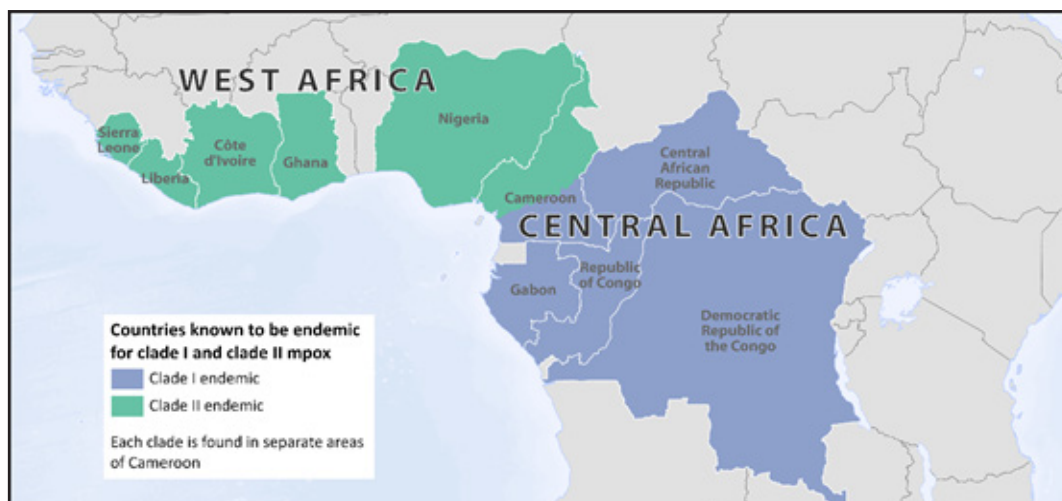 WEST AFRICA
Sierra
Leone
Liberia
Côte
d'Ivoire
Ghana
Nigeria
Cameroon
Central
African
Republic
CENTRAL AFRICA
Gabon
Republic
of Congo
Democratic
Republic of
the Congo
Countries known to be endemic
for clade I and clade II mpox
Clade I endemic
Clade II endemic
Each clade is found in separate areas
of Cameroon